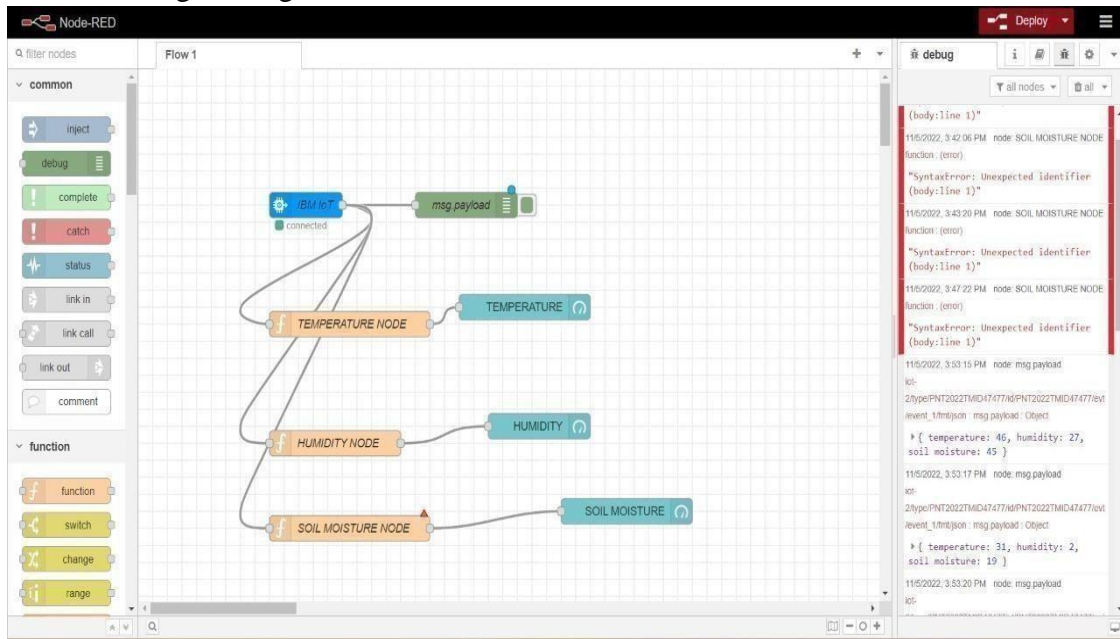 Node-RED
Deploy
filter nodes
Flow 1
debug
i
all nodes
all
common
inject
debug
complete
catch
status
link in
link call
link out
comment
function
function
switch
change
range
IBM IoT
connected
msg.payload
TEMPERATURE NODE
TEMPERATURE
HUMIDITY NODE
HUMIDITY
SOIL MOISTURE NODE
SOIL MOISTURE
(body:line 1)"
11/5/2022, 3:42:06 PM node: SOIL MOISTURE NODE
function : (error)
"SyntaxError: Unexpected identifier
(body:line 1)"
11/5/2022, 3:43:20 PM node: SOIL MOISTURE NODE
function : (error)
"SyntaxError: Unexpected identifier
(body:line 1)"
11/5/2022, 3:47:22 PM node: SOIL MOISTURE NODE
function : (error)
"SyntaxError: Unexpected identifier
(body:line 1)"
11/5/2022, 3:53:15 PM node: msg.payload
iot-
2/type/PNT2022TMID47477/id/PNT2022TMID47477/evt
/event_1/fmt/json : msg.payload : Object
{ temperature: 46, humidity: 27,
soil moisture: 45 }
11/5/2022, 3:53:17 PM node: msg.payload
iot-
2/type/PNT2022TMID47477/id/PNT2022TMID47477/evt
/event_1/fmt/json : msg.payload : Object
{ temperature: 31, humidity: 2,
soil moisture: 19 }
11/5/2022, 3:53:20 PM node: msg.payload
iot-